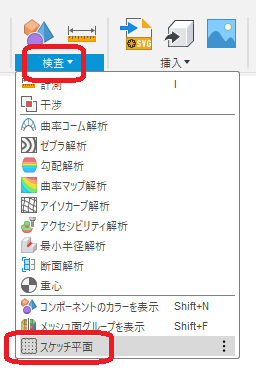 SVG
検査▼
挿入▼
計測 I
干渉
曲率コーム解析
ゼブラ解析
勾配解析
曲率マップ解析
アイソカーブ解析
アクセシビリティ解析
最小半径解析
断面解析
重心
コンポーネントのカラーを表示 Shift+N
メッシュ面グループを表示 Shift+F
スケッチ平面